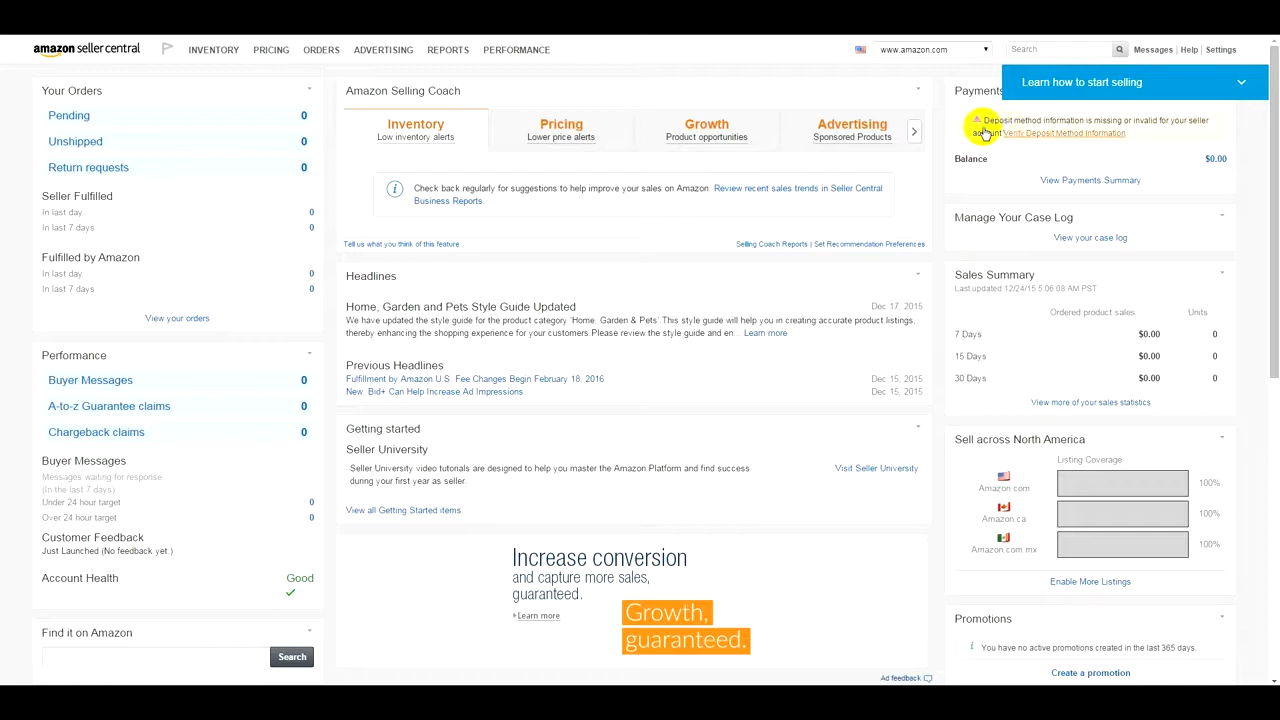 amazon seller central
INVENTORY PRICING ORDERS ADVERTISING REPORTS PERFORMANCE
www.amazon.com
Search
Messages | Help | Settings
Learn how to start selling
Your Orders
Pending 0
Unshipped 0
Return requests 0
Seller Fulfilled
In last day 0
In last 7 days 0
Fulfilled by Amazon
In last day 0
In last 7 days 0
View your orders
Performance
Buyer Messages 0
A-to-z Guarantee claims 0
Chargeback claims 0
Buyer Messages
Messages waiting for response
(In the last 7 days)
Under 24 hour target 0
Over 24 hour target 0
Customer Feedback
Just Launched (No feedback yet.)
Account Health Good
Find it on Amazon
Search
Amazon Selling Coach
Inventory
Low inventory alerts
Pricing
Lower price alerts
Growth
Product opportunities
Advertising
Sponsored Products
Check back regularly for suggestions to help improve your sales on Amazon. Review recent sales trends in Seller Central
Business Reports.
Tell us what you think of this feature
Selling Coach Reports | Set Recommendation Preferences
Headlines
Home, Garden and Pets Style Guide Updated Dec 17, 2015
We have updated the style guide for the product category 'Home, Garden & Pets'.This style guide will help you in creating accurate product listings,
thereby enhancing the shopping experience for your customers.Please review the style guide and en... Learn more
Previous Headlines
Fulfillment by Amazon U.S. Fee Changes Begin February 18, 2016 Dec 15, 2015
New: Bid+ Can Help Increase Ad Impressions Dec 15, 2015
Getting started
Seller University
Seller University video tutorials are designed to help you master the Amazon Platform and find success
during your first year as seller.
Visit Seller University
View all Getting Started items
Increase conversion
and capture more sales,
guaranteed.
Learn more
Growth,
guaranteed.
Ad feedback
Payments
Deposit method information is missing or invalid for your seller
account Verify Deposit Method Information
Balance $0.00
View Payments Summary
Manage Your Case Log
View your case log
Sales Summary
Last updated 12/24/15 5:06:08 AM PST
Ordered product sales Units
7 Days $0.00 0
15 Days $0.00 0
30 Days $0.00 0
View more of your sales statistics
Sell across North America
Listing Coverage
Amazon.com 100%
Amazon.ca 100%
Amazon.com.mx 100%
Enable More Listings
Promotions
You have no active promotions created in the last 365 days.
Create a promotion